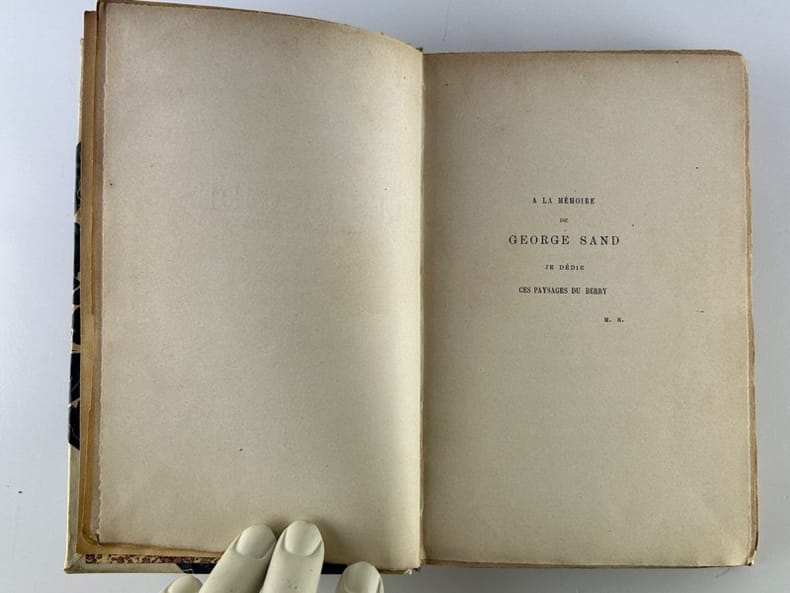 A LA MÉMOIRE
DE
GEORGE SAND
JE DÉDIE
CES PAYSAGES DU BERRY
M. R.